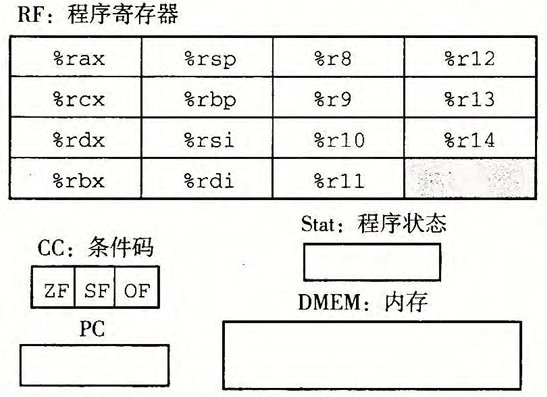 RF: 程序寄存器
%rax %rsp %r8 %r12
%rcx %rbp %r9 %r13
%rdx %rsi %r10 %r14
%rbx %rdi %r11
Stat: 程序状态
CC: 条件码
ZF SF OF
DMEM: 内存
PC